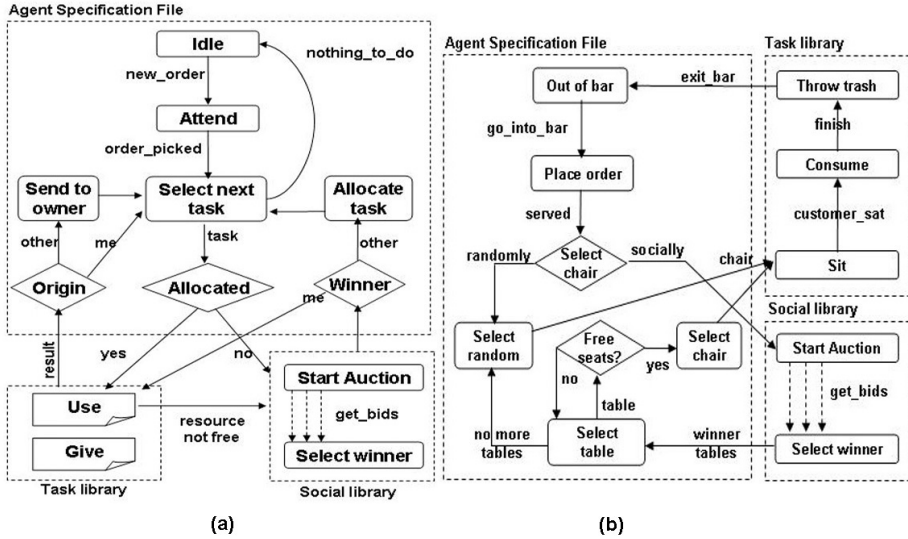 Agent Specification File
Idle
nothing_to_do
new_order
Attend
order_picked
Send to
owner
Select next
task
Allocate
task
other
me
task
other
Origin
Allocated
Winner
me
result
yes
no
Use
Give
resource
not free
Start Auction
get_bids
Select winner
Task library
Social library
(a)
Agent Specification File
Task library
Out of bar
exit_bar
Throw trash
go_into_bar
finish
Place order
Consume
served
customer_sat
randomly
Select
chair
socially
chair
Sit
Social library
Select
random
Free
seats?
yes
Select
chair
Start Auction
no
table
get_bids
no more
tables
Select
table
winner
tables
Select winner
(b)